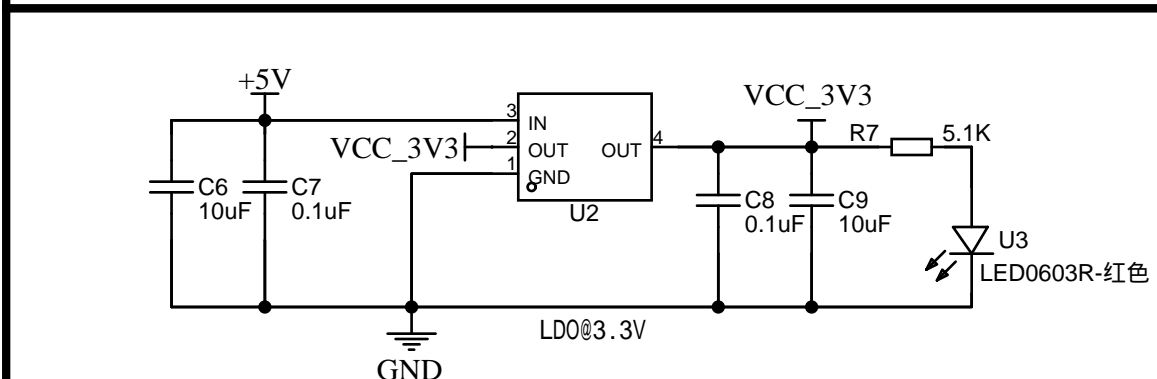 +5V
VCC_3V3
3
IN
VCC_3V3
2
OUT
OUT
4
R7
5.1K
1
GND
C6
10uF
C7
0.1uF
U2
C8
0.1uF
C9
10uF
U3
LED0603R-红色
LDO@3.3V
GND